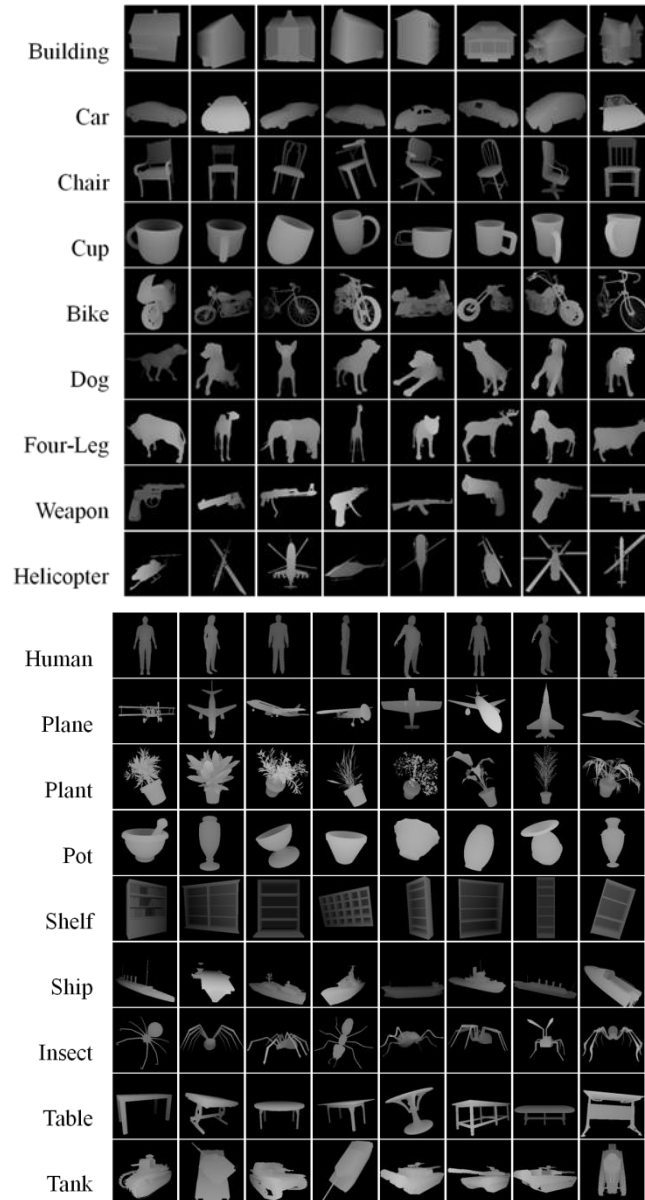 Building
Car
Chair
Cup
Bike
Dog
Four-Leg
Weapon
Helicopter
Human
Plane
Plant
Pot
Shelf
Ship
Insect
Table
Tank